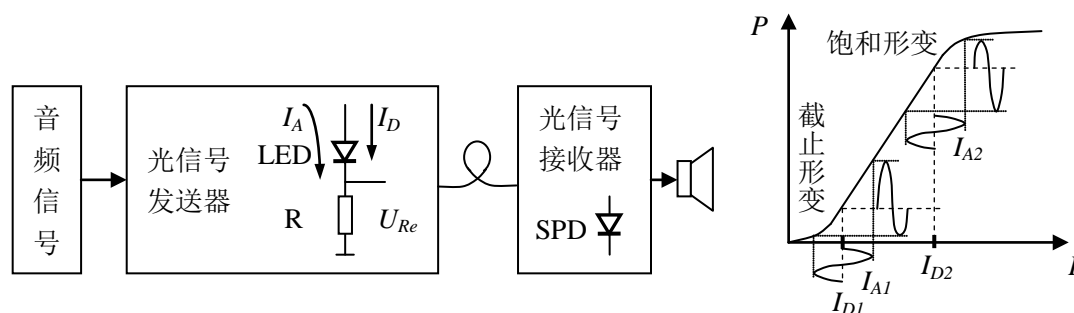 音
频
信
号
光信号
发送器
I_A
I_D
LED
R
U_Re
光信号
接收器
SPD
P
饱和形变
截
止
形
变
I_A2
I_A1
I_D1
I_D2
I